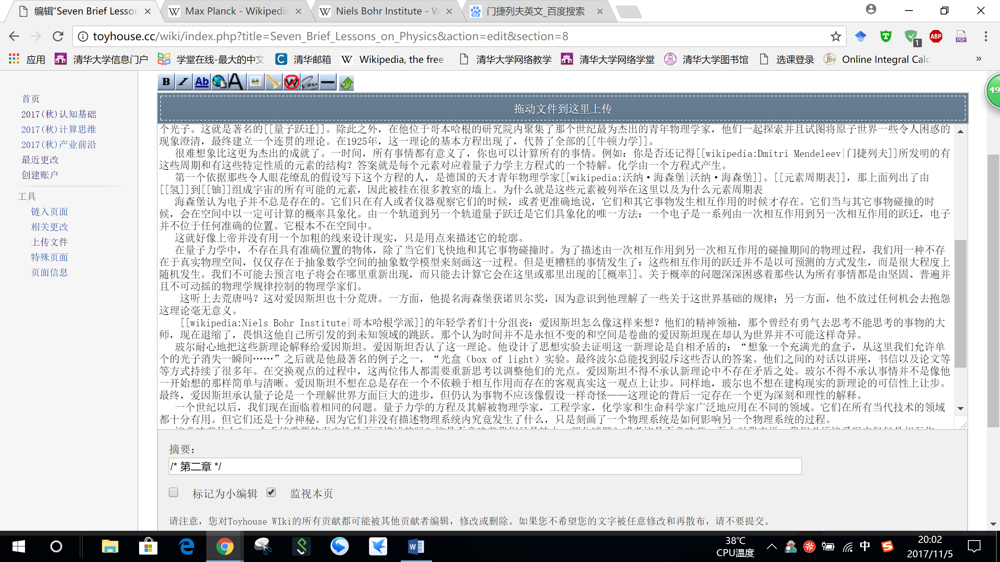 编辑“Seven Brief Lesson
Max Planck - Wikipedia
Niels Bohr Institute - W
门捷列夫英文_百度搜索
toyhouse.cc/wiki/index.php?title=Seven_Brief_Lessons_on_Physics&action=edit&section=8
1
ABP
PDF
应用
清华大学信息门户
学堂在线-最大的中文
清华邮箱
Wikipedia, the free
清华大学网络教学
清华大学网络学堂
清华大学图书馆
选课登录
Online Integral Calc
»
首页
2017(秋)认知基础
2017(秋)计算思维
2017(秋)产业前沿
最近更改
创建账户
工具
链入页面
相关更改
上传文件
特殊页面
页面信息
B I Ab A
49
拖动文件到这里上传
个光子。这就是著名的[[量子跃迁]]。除此之外，在他位于哥本哈根的研究院内聚集了那个世纪最为杰出的青年物理学家，他们一起探索并且试图将原子世界一些令人困惑的
现象澄清，最终建立一个连贯的理论。在1925年，这一理论的基本方程出现了，代替了全部的[[牛顿力学]]。
很难想象比这更为杰出的成就了。一时间，所有事情都有意义了，你也可以计算所有的事情。例如：你是否还记得[[wikipedia:Dmitri Mendeleev|门捷列夫]]所发明的有
这些周期和有这些特定性质的元素的结构？答案就是每个元素对应着量子力学主方程式的一个特解。化学由一个方程式产生。
第一个依据那些令人眼花缭乱的假设写下这个方程的人，是德国的天才青年物理学家[[wikipedia:沃纳·海森堡|沃纳·海森堡]]。[[元素周期表]]，那上面列出了由
[[氢]]到[[铀]]组成宇宙的所有可能的元素，因此被挂在很多教室的墙上。为什么就是这些元素被列举在这里以及为什么元素周期表
海森堡认为电子并不总是存在的。它们只在有人或者仪器观察它们的时候，或者更准确地说，它们和其它事物发生相互作用的时候才存在。它们当与其它事物碰撞的时
候，会在空间中以一定可计算的概率具象化。由一个轨道到另一个轨道量子跃迁是它们具象化的唯一方法：一个电子是一系列由一次相互作用到另一次相互作用的跃迁，电子
并不位于任何准确的位置。它根本不在空间中。
这就好像上帝并没有用一个加粗的线来设计现实，只是用点来描述它的轮廓。
在量子力学中，不存在具有准确位置的物体，除了当它们飞快地和其它事物碰撞时。为了描述由一次相互作用到另一次相互作用的碰撞期间的物理过程，我们用一种不存
在于真实物理空间，仅仅存在于抽象数学空间的抽象数学模型来刻画这一过程。但是更糟糕的事情发生了：这些相互作用的跃迁并不是以可预测的方式发生，而是很大程度上
随机发生。我们不可能去预言电子将会在哪里重新出现，而只能去计算它会在这里或那里出现的[[概率]]。关于概率的问题深深困惑着那些认为所有事情都是由坚固、普遍并
且不可动摇的物理学规律控制的物理学家们。
这听上去荒唐吗？这对爱因斯坦也十分荒唐。一方面，他提名海森堡获诺贝尔奖，因为意识到他理解了一些关于这世界基础的规律；另一方面，他不放过任何机会去抱怨
这理论毫无意义。
[[wikipedia:Niels Bohr Institute|哥本哈根学派]]的年轻学者们十分沮丧：爱因斯坦怎么像这样来想？他们的精神领袖，那个曾经有勇气去思考不能思考的事物的大
师，现在退缩了，畏惧这他自己所引发的到未知领域的跳跃。那个认为时间并不是永恒不变的和空间是卷曲的爱因斯坦现在却认为世界并不可能这样奇异。
玻尔耐心地把这些新理论解释给爱因斯坦。爱因斯坦否认了这一理论。他设计了思想实验去证明这一新理论是自相矛盾的：“想象一个充满光的盒子，从这里我们允许单
个的光子消失一瞬间……”之后就是他最著名的例子之一，“光盒（box of light）实验。最终波尔总能找到驳斥这些否认的答案。他们之间的对话以讲座，书信以及论文等
等方式持续了很多年。在交换观点的过程中，这两位伟人都需要重新思考以调整他们的光点。爱因斯坦不得不承认新理论中不存在矛盾之处。玻尔不得不承认事情并不是像他
一开始想的那样简单与清晰。爱因斯坦不想在总是存在一个不依赖于相互作用而存在的客观真实这一观点上让步。同样地，玻尔也不想在建构现实的新理论的可信性上让步。
最终，爱因斯坦承认量子论是一个理解世界方面巨大的进步，但仍认为事物不应该像假设一样奇怪——这理论的背后一定存在一个更为深刻和理性的解释。
一个世纪以后，我们现在面临着相同的问题。量子力学的方程及其解被物理学家，工程学家，化学家和生命科学家广泛地应用在不同的领域。它们在所有当代技术的领域
都十分有用。但它们还是十分神秘。因为它们并没有描述物理系统内究竟发生了什么，只是刻画了一个物理系统是如何影响另一个物理系统的过程。
摘要：
/* 第二章 */
标记为小编辑 监视本页
请注意，您对Toyhouse WIki的所有贡献都可能被其他贡献者编辑，修改或删除。如果您不希望您的文字被任意修改和再散布，请不要提交。
38℃
CPU温度
中
20:02
2017/11/5